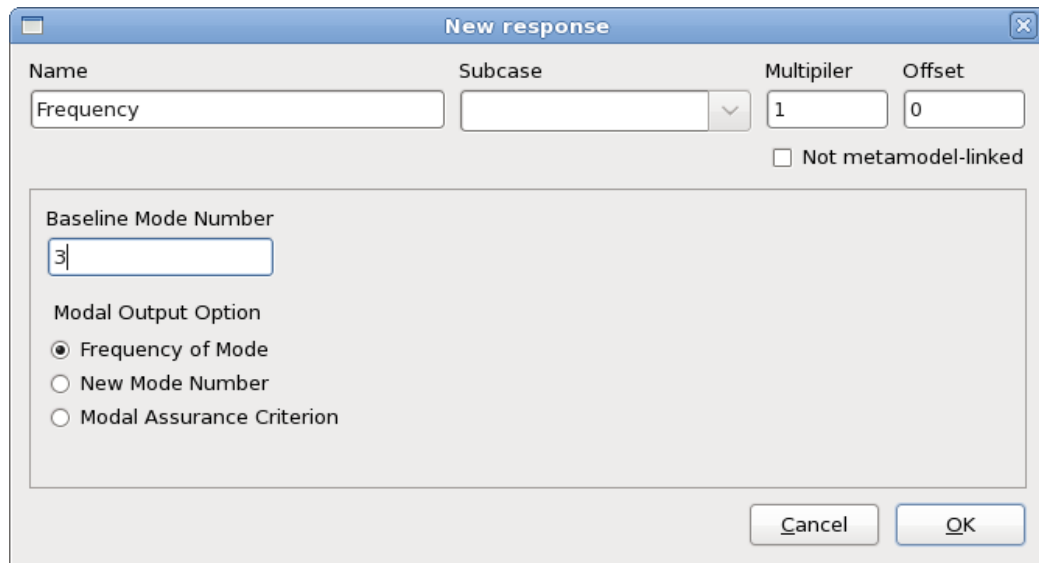 New response
Name Subcase Multipiler Offset
Frequency 1 0
Not metamodel-linked
Baseline Mode Number
3
Modal Output Option
Frequency of Mode
New Mode Number
Modal Assurance Criterion
Cancel OK